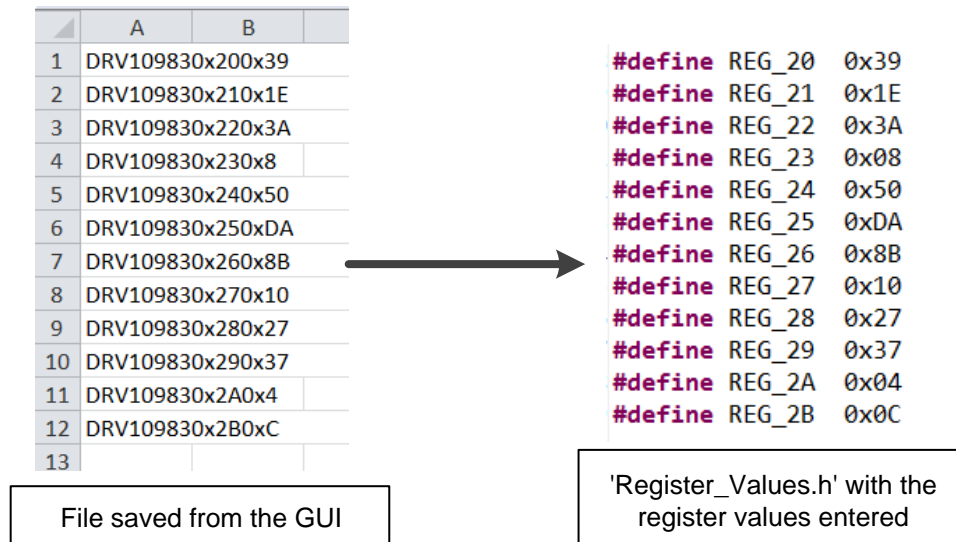 A B
1 DRV109830x200x39
2 DRV109830x210x1E
3 DRV109830x220x3A
4 DRV109830x230x8
5 DRV109830x240x50
6 DRV109830x250xDA
7 DRV109830x260x8B
8 DRV109830x270x10
9 DRV109830x280x27
10 DRV109830x290x37
11 DRV109830x2A0x4
12 DRV109830x2B0xC
13
File saved from the GUI
#define REG_20 0x39
#define REG_21 0x1E
#define REG_22 0x3A
#define REG_23 0x08
#define REG_24 0x50
#define REG_25 0xDA
#define REG_26 0x8B
#define REG_27 0x10
#define REG_28 0x27
#define REG_29 0x37
#define REG_2A 0x04
#define REG_2B 0x0C
'Register_Values.h' with the
register values entered